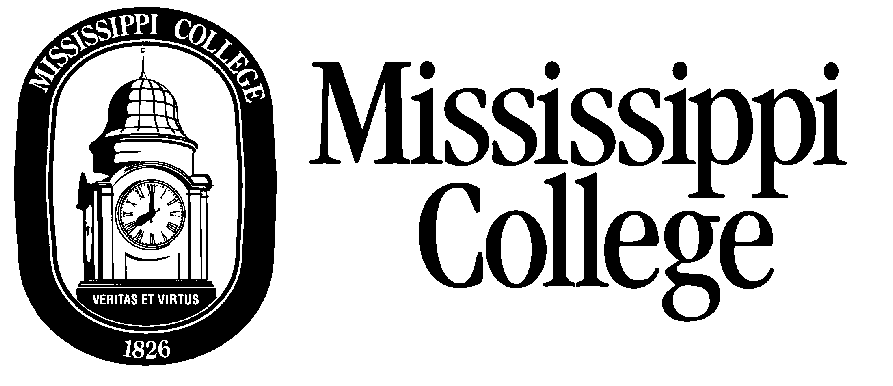 MISSISSIPPI COLLEGE
VERITAS ET VIRTUS
1826
Mississippi
College